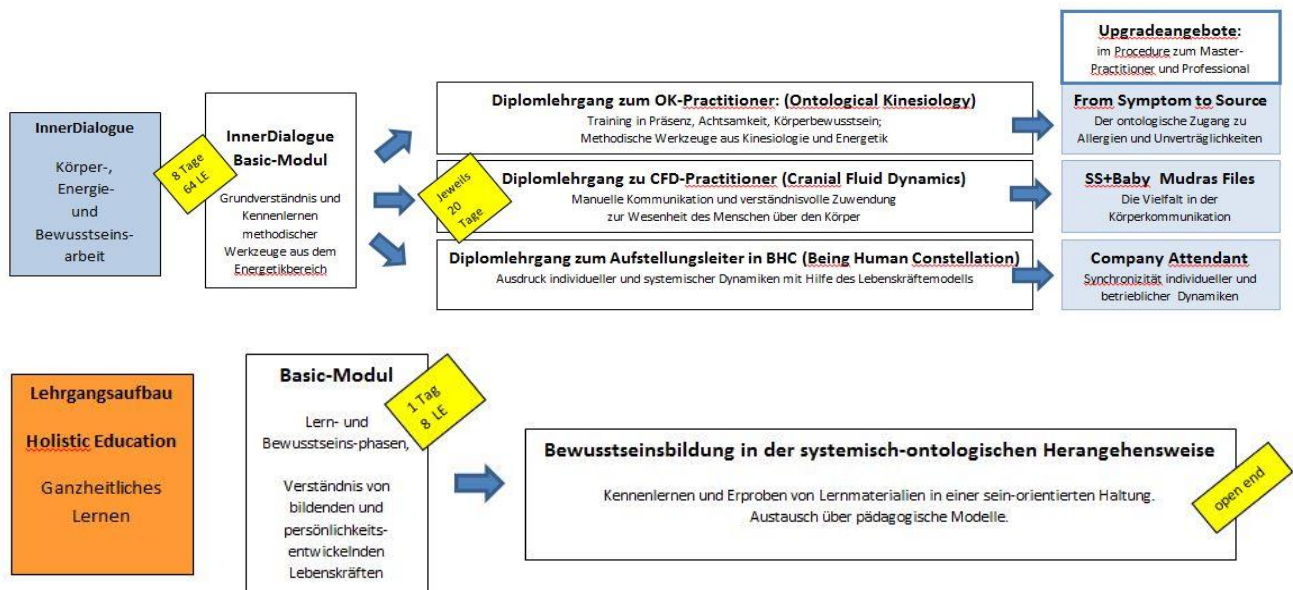 InnerDialogue
Körper-,
Energie-
und
Bewusstseins-
arbeit
8 Tage
64 LE
InnerDialogue
Basic-Modul
Grundverständnis und
Kennenlernen
methodischer
Werkzeuge aus dem
Energetikbereich
Jeweils
20
Tage
Diplomlehrgang zum OK-Practitioner: (Ontological Kinesiology)
Training in Präsenz, Achtsamkeit, Körperbewusstsein;
Methodische Werkzeuge aus Kinesiologie und Energetik
Diplomlehrgang zu CFD-Practitioner (Cranial Fluid Dynamics)
Manuelle Kommunikation und verständnisvolle Zuwendung
zur Wesenheit des Menschen über den Körper
Diplomlehrgang zum Aufstellungsleiter in BHC (Being Human Constellation)
Ausdruck individueller und systemischer Dynamiken mit Hilfe des Lebenskräftemodells
Upgradeangebote:
im Procedure zum Master-
Practitioner und Professional
From Symptom to Source
Der ontologische Zugang zu
Allergien und Unverträglichkeiten
SS+Baby Mudras Files
Die Vielfalt in der
Körperkommunikation
Company Attendant
Synchronizität individueller und
betrieblicher Dynamiken
Lehrgangsaufbau
Holistic Education
Ganzheitliches
Lernen
Basic-Modul
1 Tag
8 LE
Lern- und
Bewusstseins-phasen,
Verständnis von
bildenden und
persönlichkeits-
entwickelnden
Lebenskräften
Bewusstseinsbildung in der systemisch-ontologischen Herangehensweise
Kennenlernen und Erproben von Lernmaterialien in einer sein-orientierten Haltung.
Austausch über pädagogische Modelle.
open end